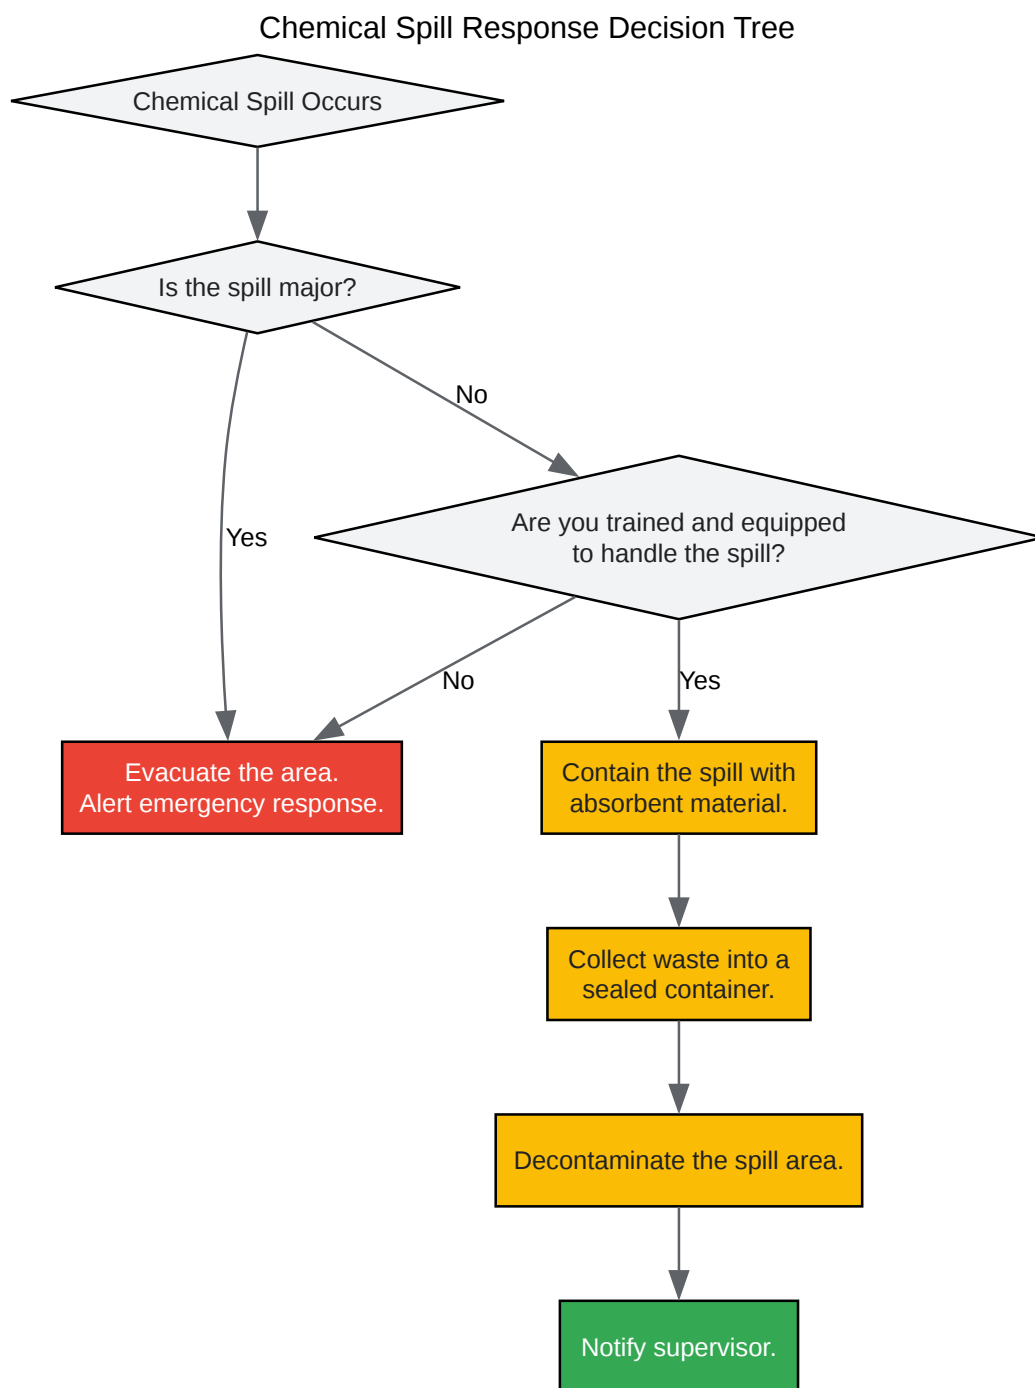 Chemical Spill Response Decision Tree
Chemical Spill Occurs
Is the spill major?
No
Are you trained and equipped
to handle the spill?
Yes
No
Yes
Evacuate the area.
Alert emergency response.
Contain the spill with
absorbent material.
Collect waste into a
sealed container.
Decontaminate the spill area.
Notify supervisor.